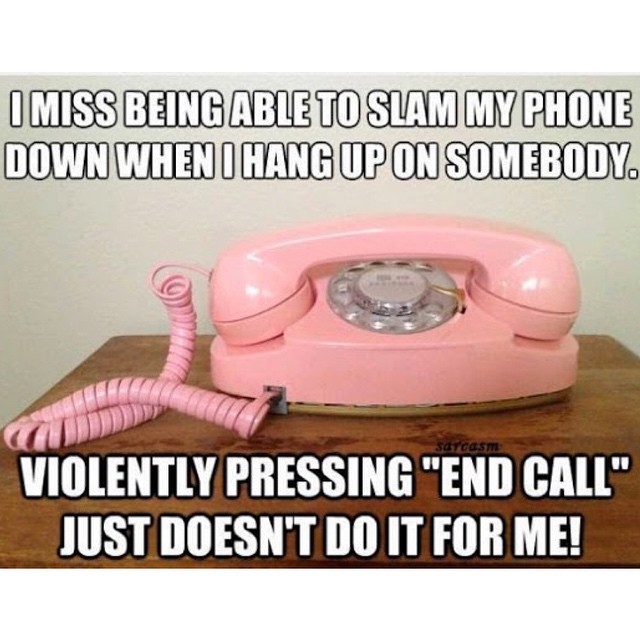 I MISS BEING ABLE TO SLAM MY PHONE
DOWN WHEN I HANG UP ON SOMEBODY.
sarcasm
VIOLENTLY PRESSING "END CALL"
JUST DOESN'T DO IT FOR ME!